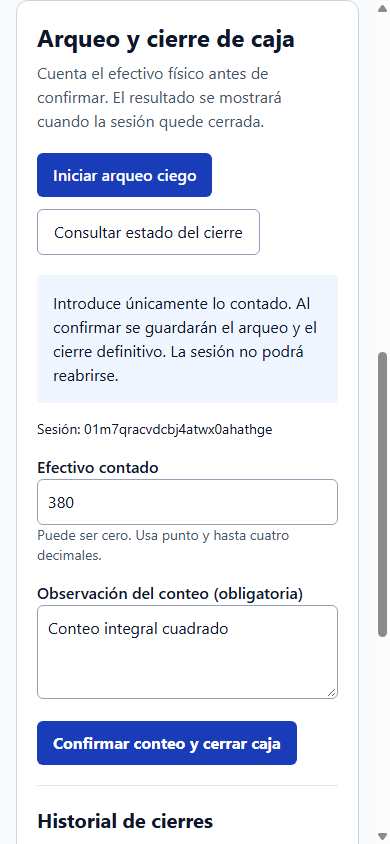 Arqueo y cierre de caja
Cuenta el efectivo físico antes de
confirmar. El resultado se mostrará
cuando la sesión quede cerrada.
Iniciar arqueo ciego
Consultar estado del cierre
Introduce únicamente lo contado. Al
confirmar se guardarán el arqueo y el
cierre definitivo. La sesión no podrá
reabrirse.
Sesión: 01m7qracvdcbj4atwx0ahathge
Efectivo contado
380
Puede ser cero. Usa punto y hasta cuatro
decimales.
Observación del conteo (obligatoria)
Conteo integral cuadrado
Confirmar conteo y cerrar caja
Historial de cierres